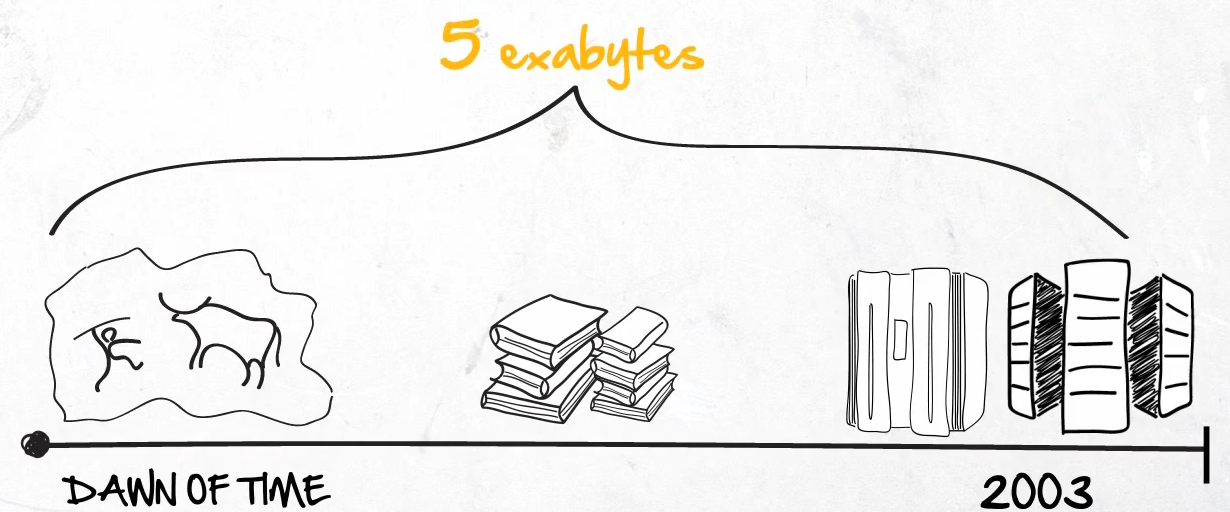 5 exabytes
DAWN OF TIME
2003